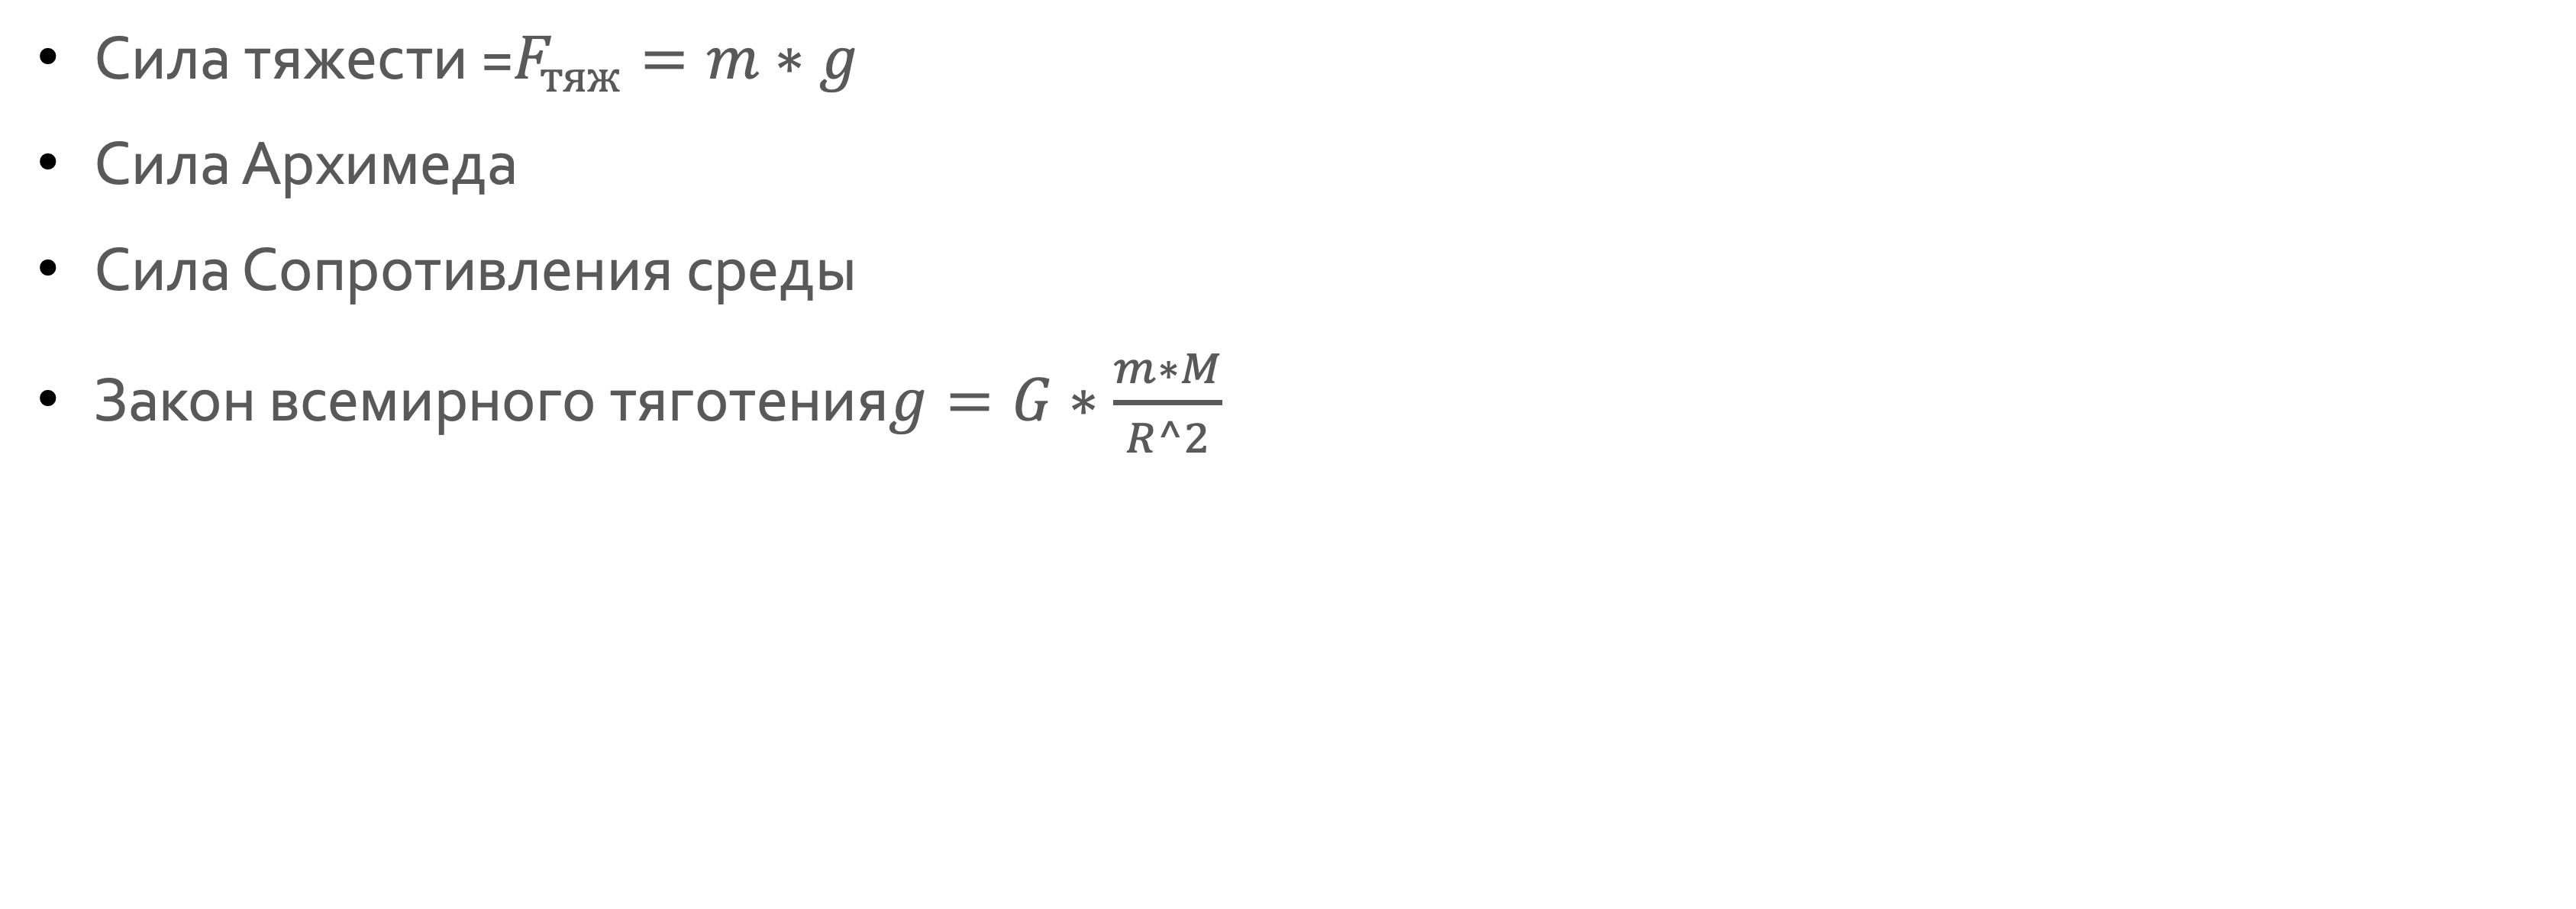 • Сила тяжести =𝐹тяж = 𝑚 ∗ 𝑔
• Сила Архимеда
• Сила Сопротивления среды
• Закон всемирного тяготения𝑔 = 𝐺 ∗ 𝑚∗𝑀/𝑅^2